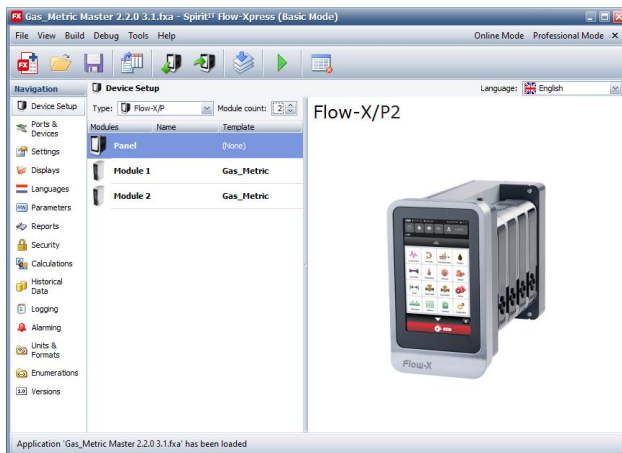 FX Gas_Metric Master 2.2.0 3.1.fxa - Spiritᴵᵀ Flow-Xpress (Basic Mode)
File View Build Debug Tools Help Online Mode Professional Mode
Navigation
Device Setup
Ports & Devices
Settings
Displays
Languages
Parameters
Reports
Security
Calculations
Historical Data
Logging
Alarming
Units & Formats
Enumerations
1.0 Versions
Device Setup
Type: Flow-X/P Module count: 2
Modules Name Template
Panel (None)
Module 1 Gas_Metric
Module 2 Gas_Metric
Language: English
Flow-X/P2
Flow-X
Application 'Gas_Metric Master 2.2.0 3.1.fxa' has been loaded